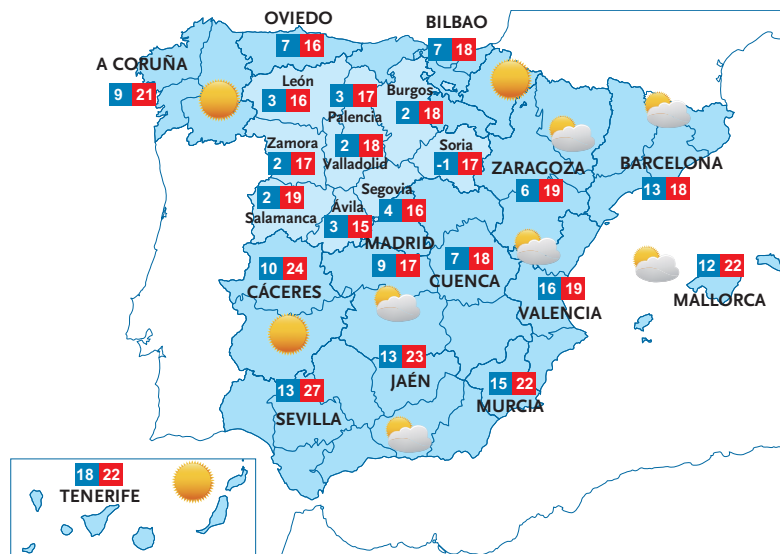 OVIEDO
7 16
BILBAO
7 18
A CORUÑA
9 21
León
3 16
3 17
Palencia
Burgos
2 18
Zamora
2 17
2 18
Valladolid
Soria
-1 17
ZARAGOZA
6 19
BARCELONA
13 18
2 19
Salamanca
Ávila
3 15
Segovia
4 16
MADRID
9 17
7 18
CUENCA
10 24
CÁCERES
16 19
VALENCIA
12 22
MALLORCA
13 23
JAÉN
15 22
MURCIA
13 27
SEVILLA
18 22
TENERIFE